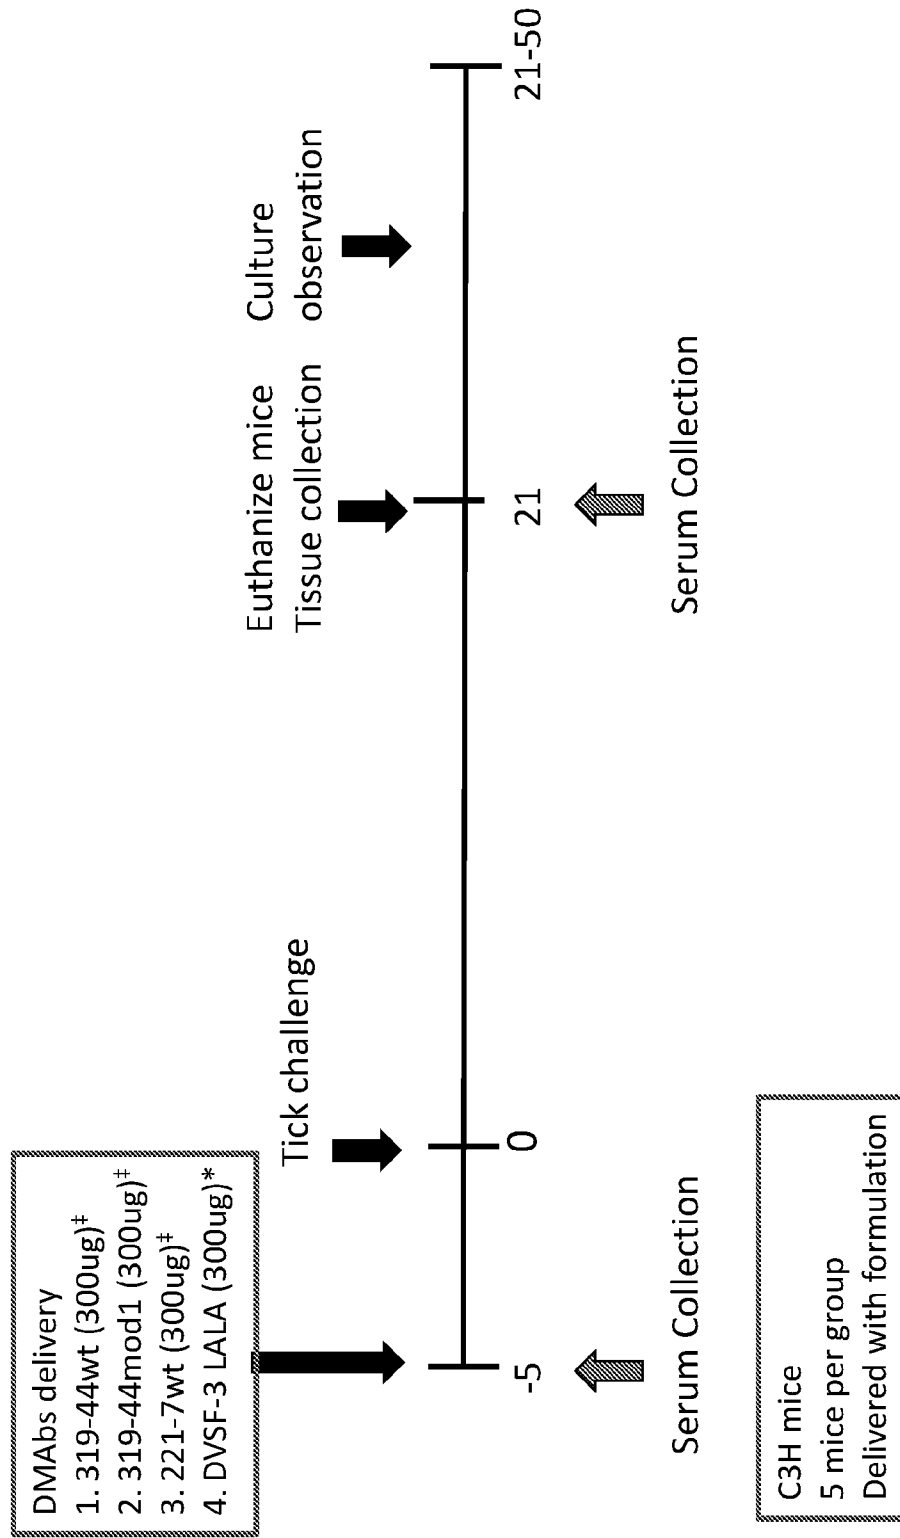 DMAbs delivery
1. 319-44wt (300ug)‡
2. 319-44mod1 (300ug)‡
3. 221-7wt (300ug)‡
4. DVSF-3 LALA (300ug)*
Tick challenge
Euthanize mice
Tissue collection
Culture
observation
-5
0
21
21-50
Serum Collection
Serum Collection
C3H mice
5 mice per group
Delivered with formulation